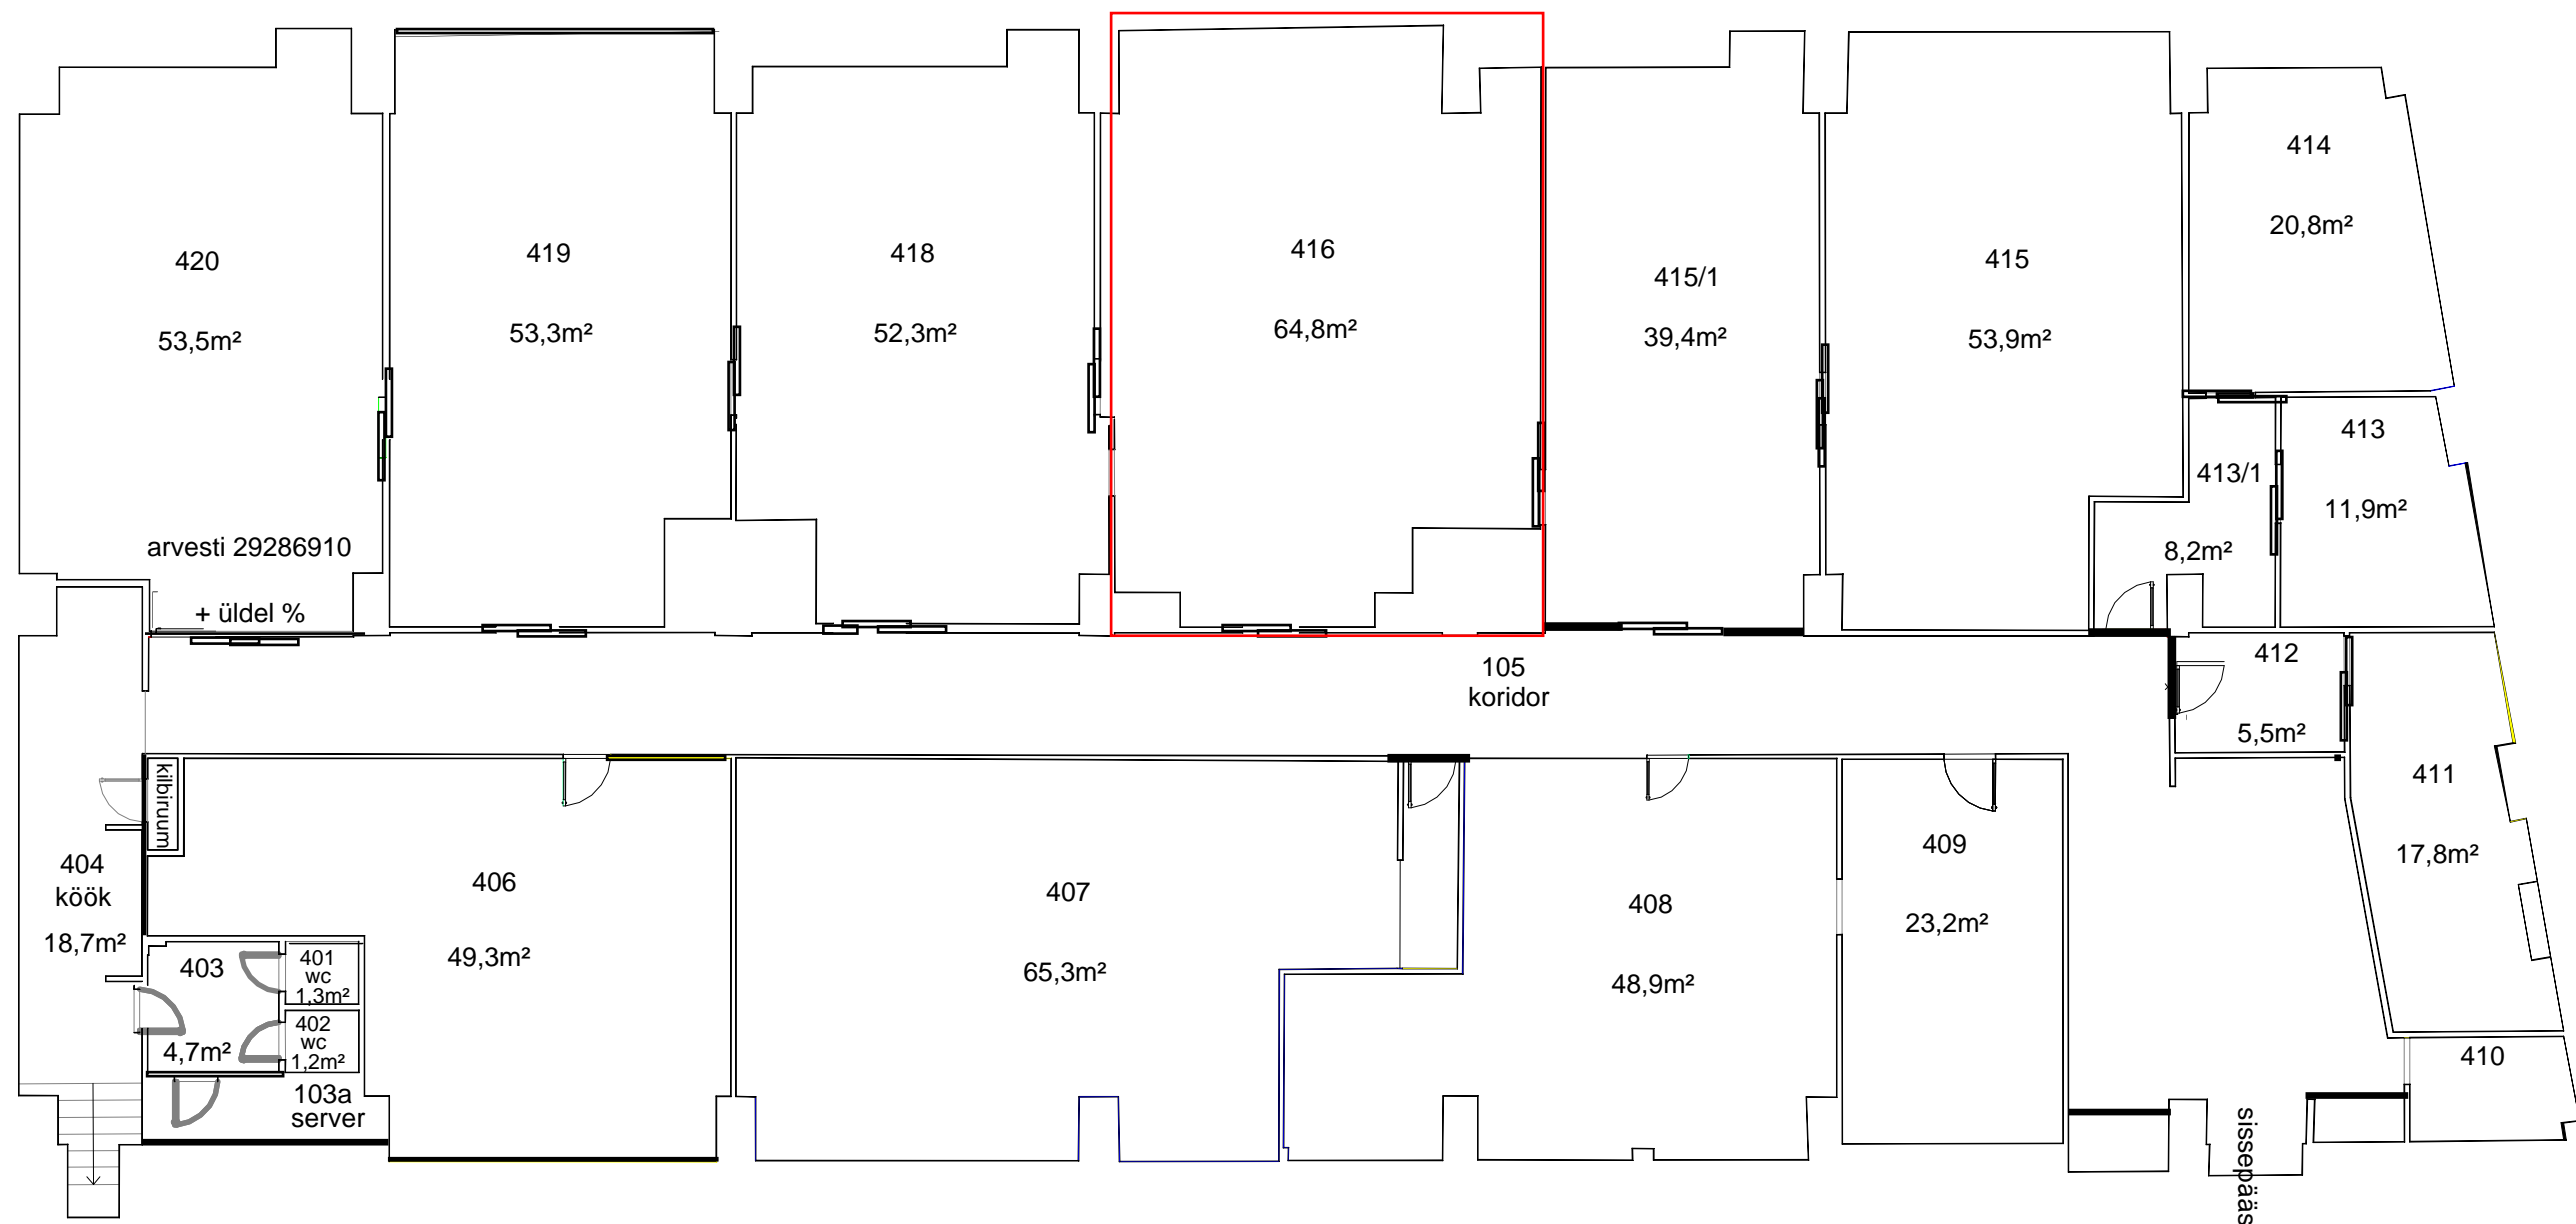 420
53,5m²
arvesti 29286910
+ üldel %
419
53,3m²
418
52,3m²
416
64,8m²
415/1
39,4m²
415
53,9m²
414
20,8m²
413
11,9m²
413/1
8,2m²
105
koridor
412
5,5m²
411
17,8m²
410
kilbiruum
404
köök
18,7m²
403
4,7m²
401
wc
1,3m²
402
wc
1,2m²
103a
server
406
49,3m²
407
65,3m²
408
48,9m²
409
23,2m²
sissepääs